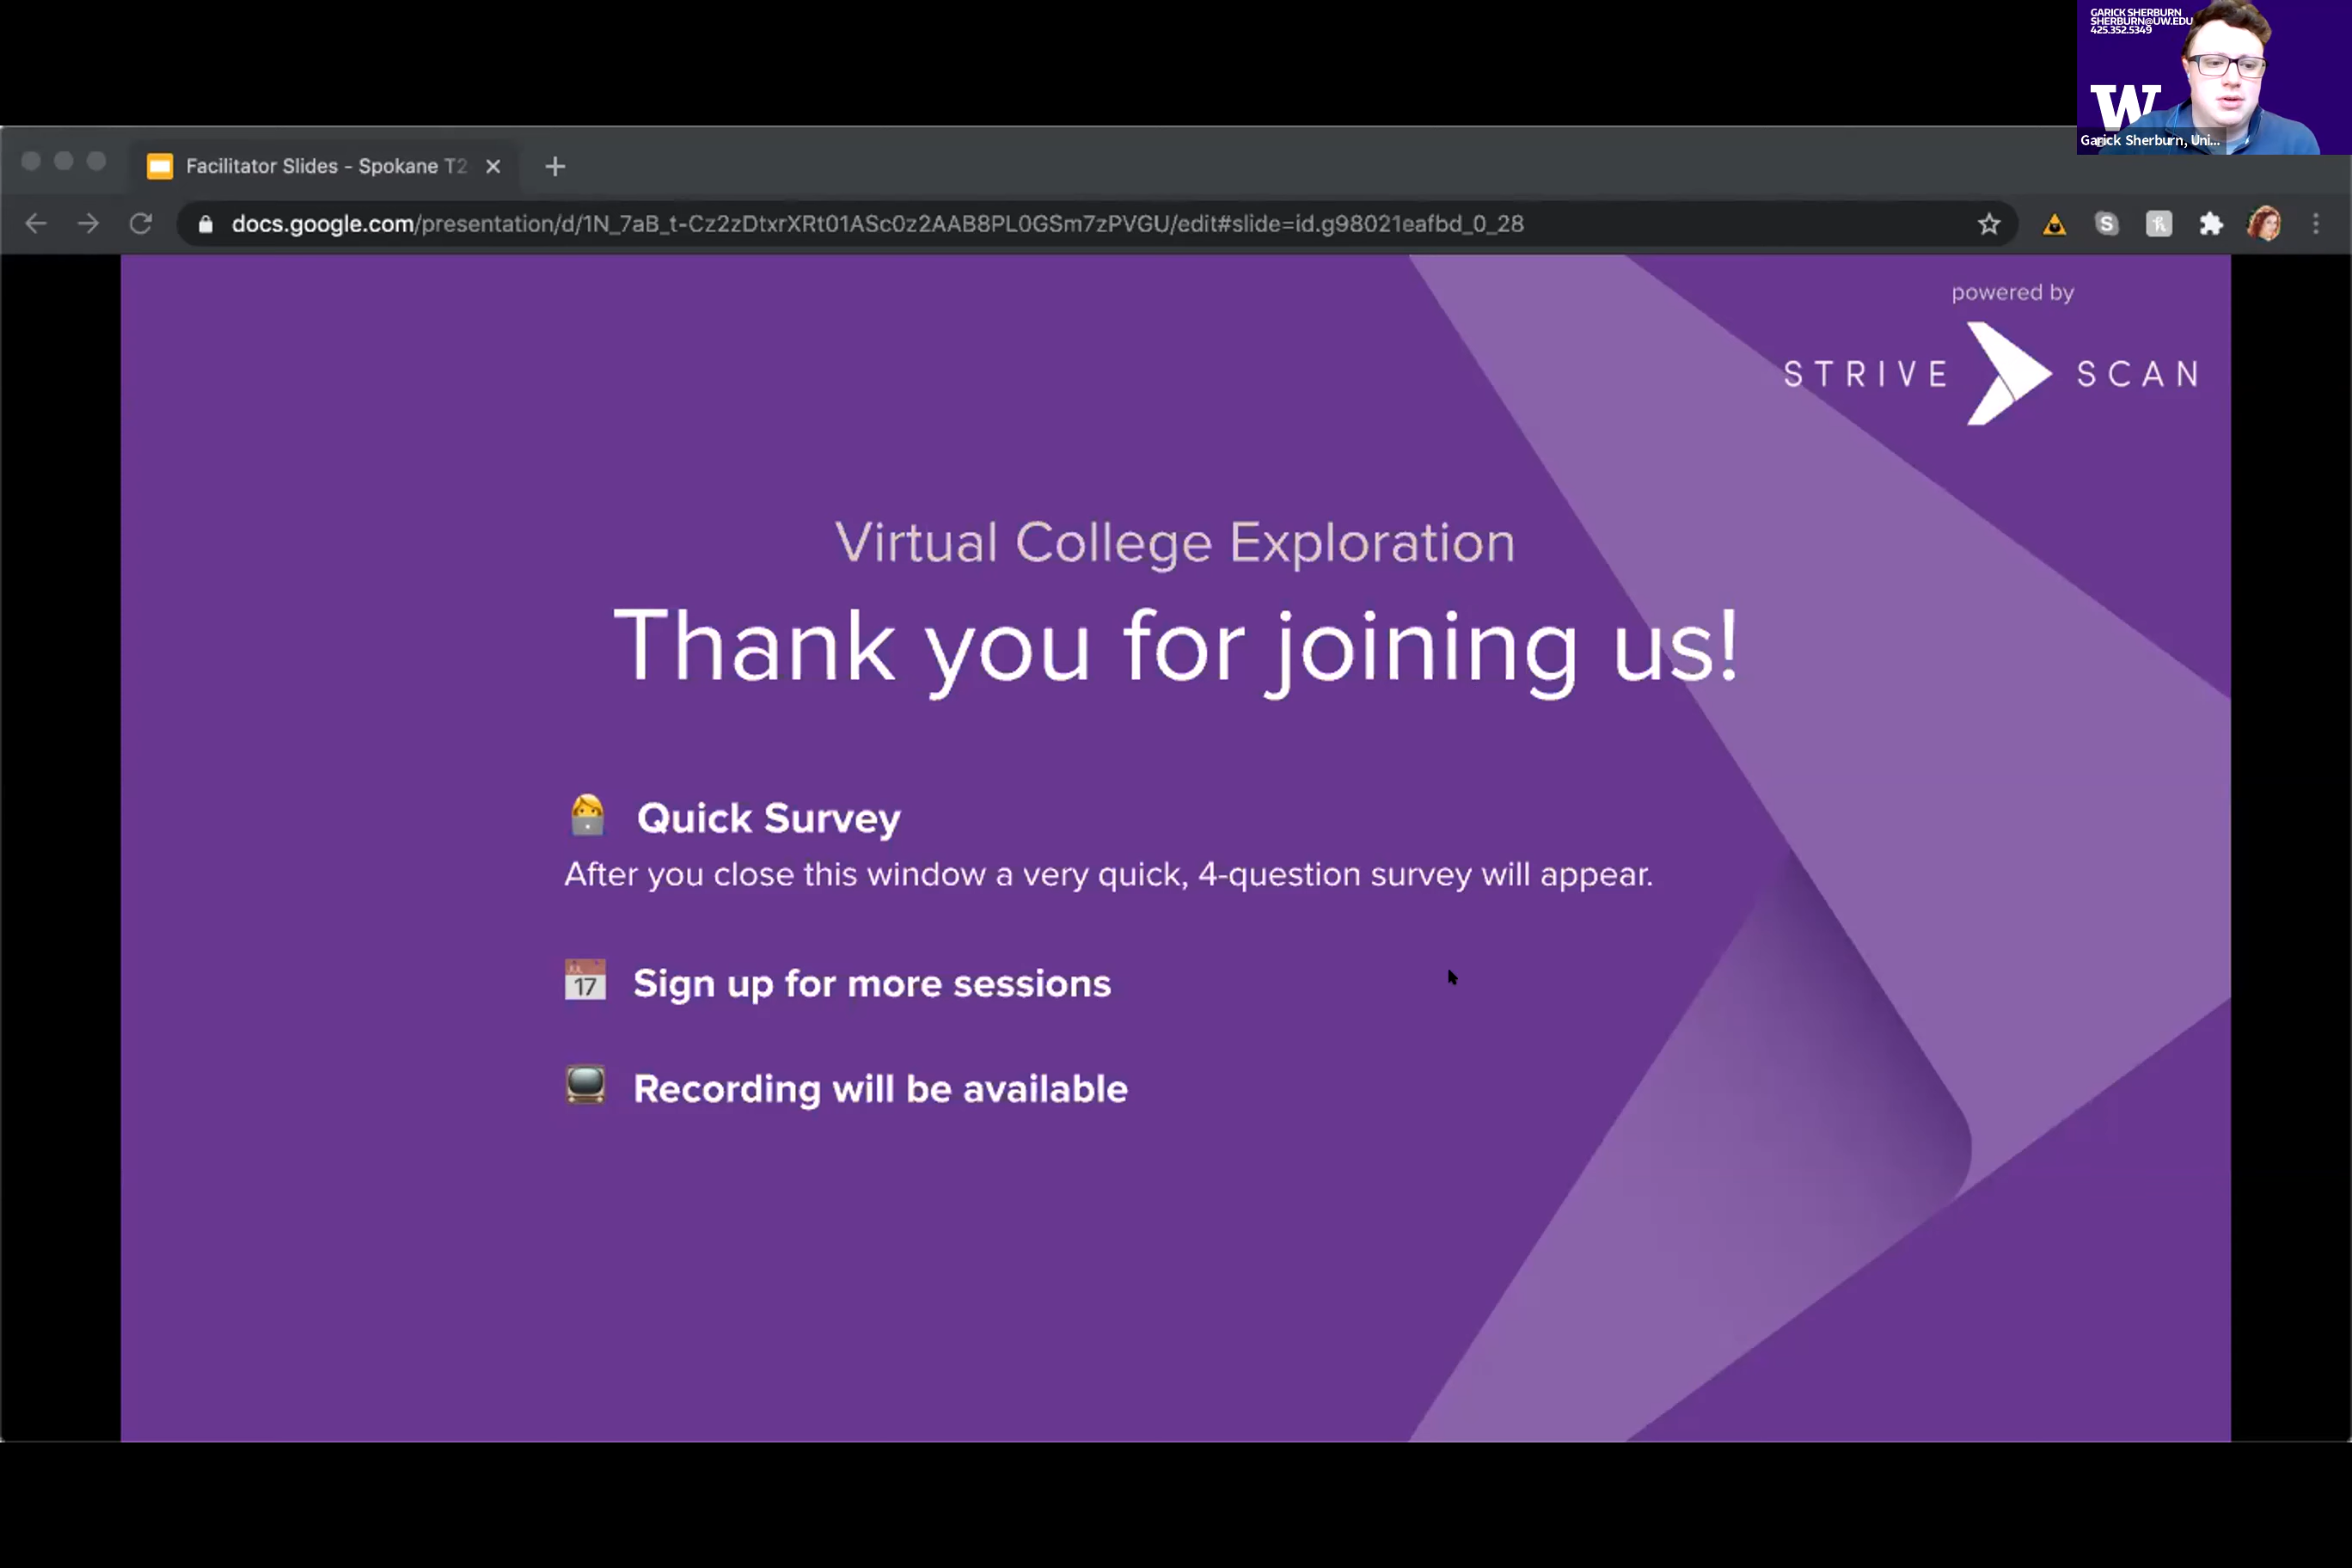 GARICK SHERBURN
SHERBURN@UW.EDU
425.352.5349
W
Garick Sherburn, Uni...
Facilitator Slides - Spokane T2
docs.google.com/presentation/d/1N_7aB_t-Cz2zDtxrXRt01ASc0z2AAB8PL0GSm7zPVGU/edit#slide=id.g98021eafbd_0_28
powered by
STRIVE SCAN
Virtual College Exploration
Thank you for joining us!
Quick Survey
After you close this window a very quick, 4-question survey will appear.
17
Sign up for more sessions
Recording will be available